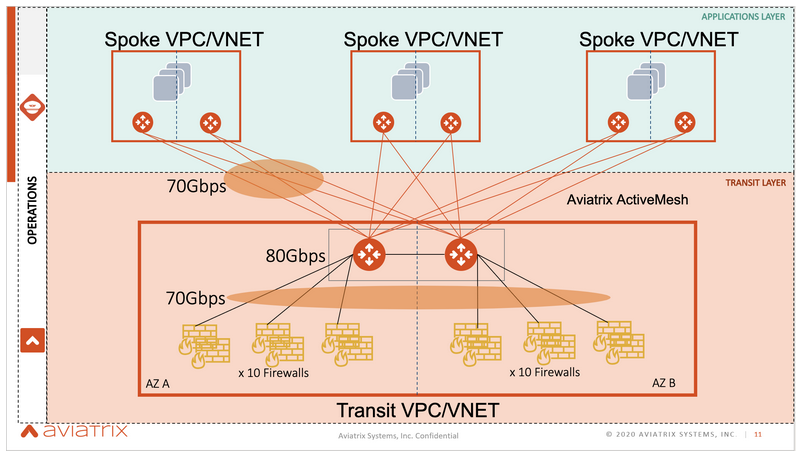 APPLICATIONS LAYER
Spoke VPC/VNET
Spoke VPC/VNET
Spoke VPC/VNET
OPERATIONS
70Gbps
TRANSIT LAYER
Aviatrix ActiveMesh
80Gbps
70Gbps
x 10 Firewalls
x 10 Firewalls
AZ A
AZ B
Transit VPC/VNET
AVIATRIX
Aviatrix Systems, Inc. Confidential
© 2020 AVIATRIX SYSTEMS, INC. | 11